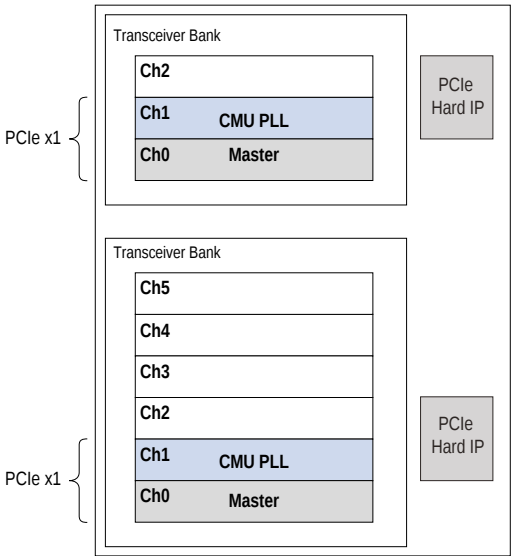 Transceiver Bank
Ch2
Ch1 CMU PLL
Ch0 Master
PCIe x1
PCIe
Hard IP
Transceiver Bank
Ch5
Ch4
Ch3
Ch2
Ch1 CMU PLL
Ch0 Master
PCIe x1
PCIe
Hard IP